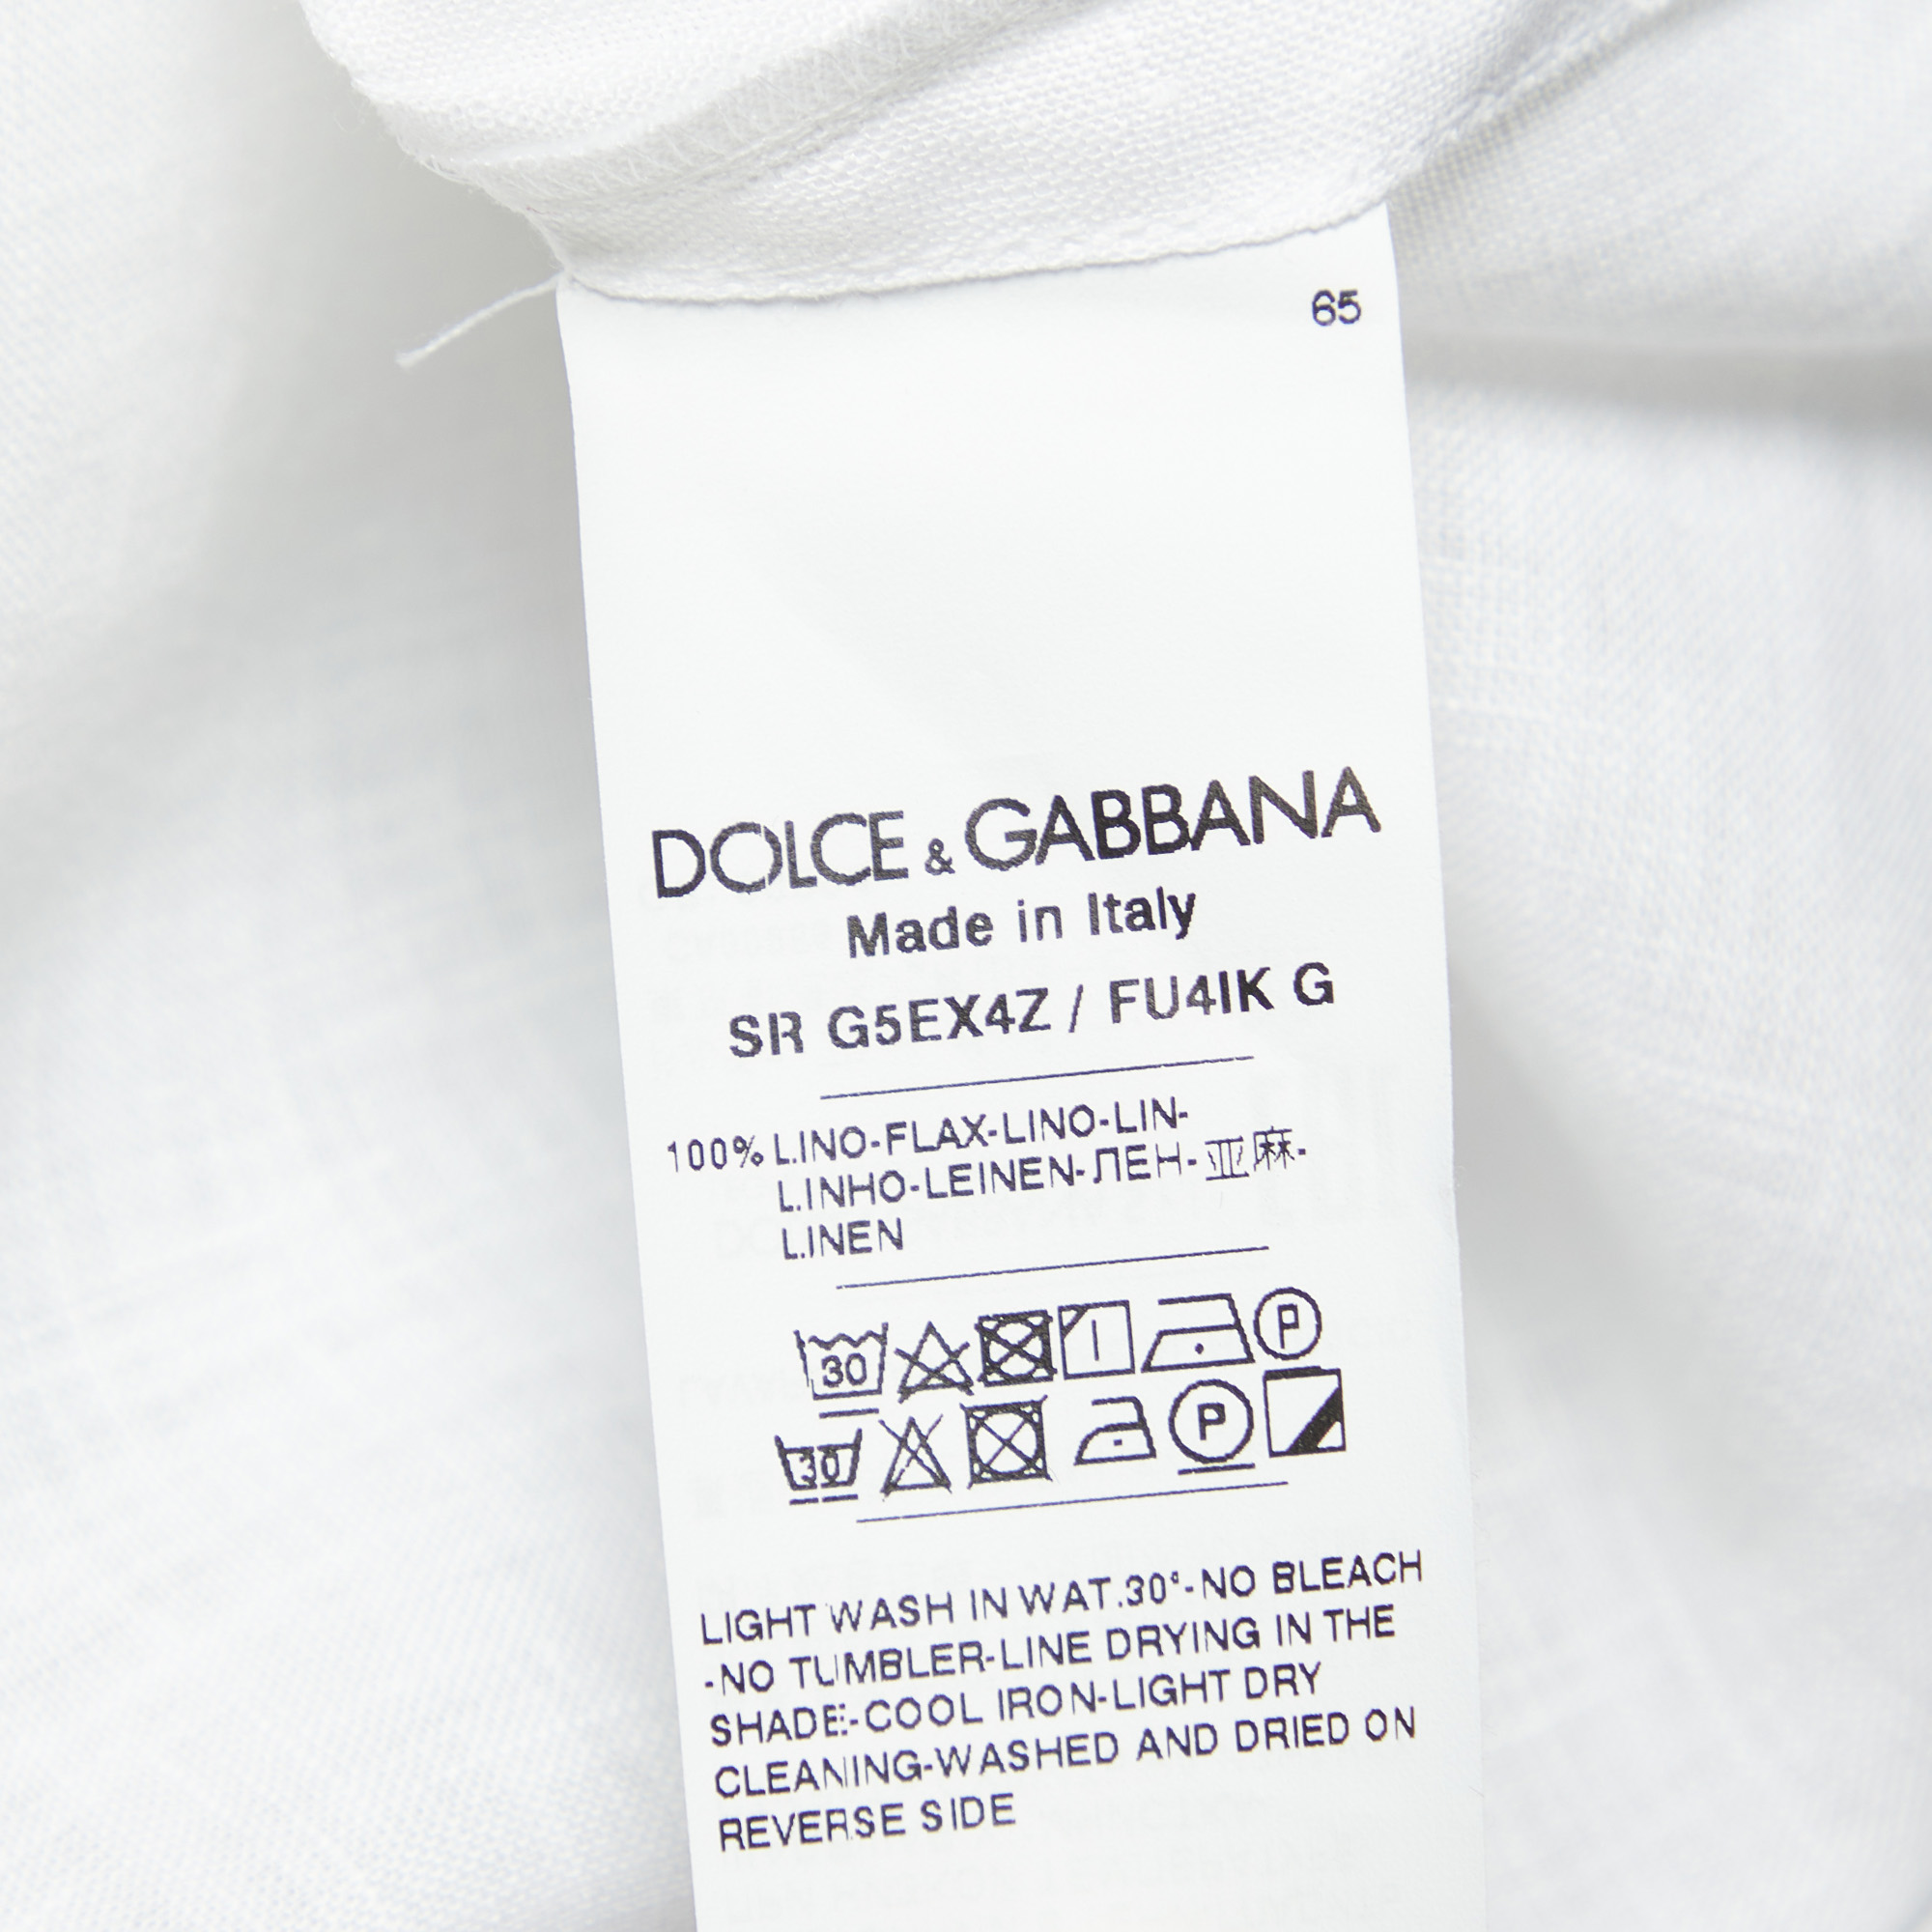 65
DOLCE & GABBANA
Made in Italy
SR G5EX4Z / FU4IK G
100% LINO-FLAX-LINO-LIN-
LINHO-LEINEN-ЛЕН-亚麻-
LINEN
30 P
30 P
LIGHT WASH IN WAT.30°-NO BLEACH
-NO TUMBLER-LINE DRYING IN THE
SHADE-COOL IRON-LIGHT DRY
CLEANING-WASHED AND DRIED ON
REVERSE SIDE